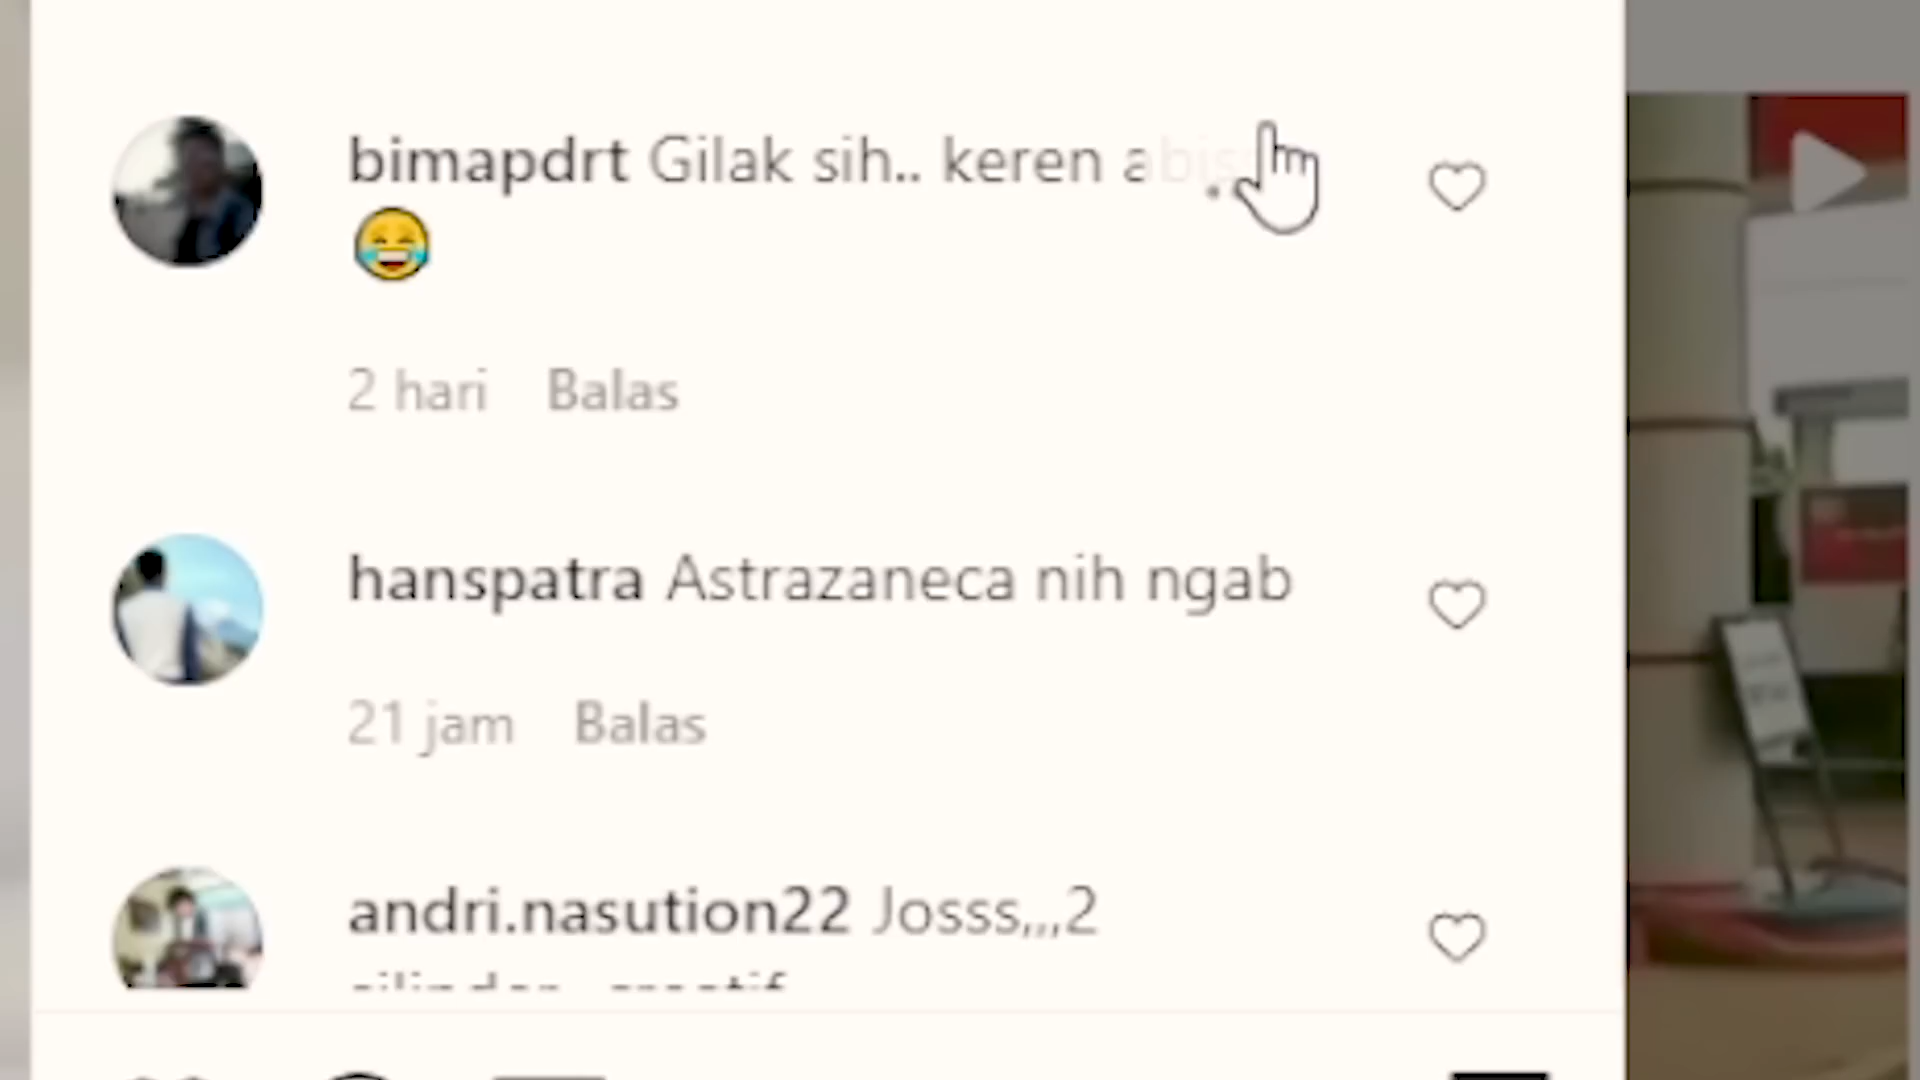 bimapdrt Gilak sih.. keren abis
😂
2 hari Balas
hanspatra Astrazaneca nih ngab
21 jam Balas
andri.nasution22 Josss,,,2